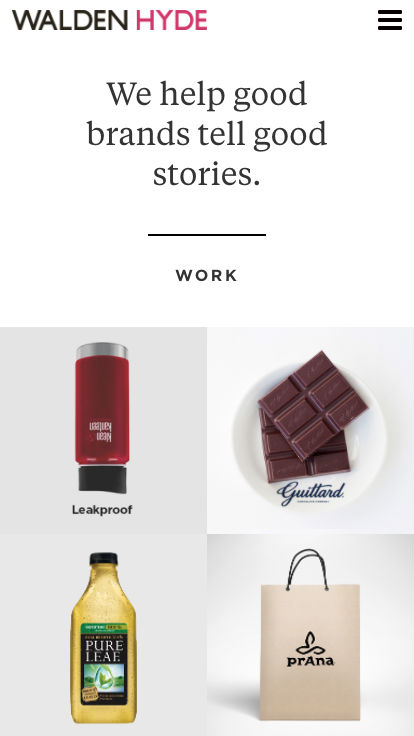 WALDEN HYDE
We help good
brands tell good
stories.
WORK
klean
kanteen
Leakproof
Guittard.
PURE
LEAF
prAna